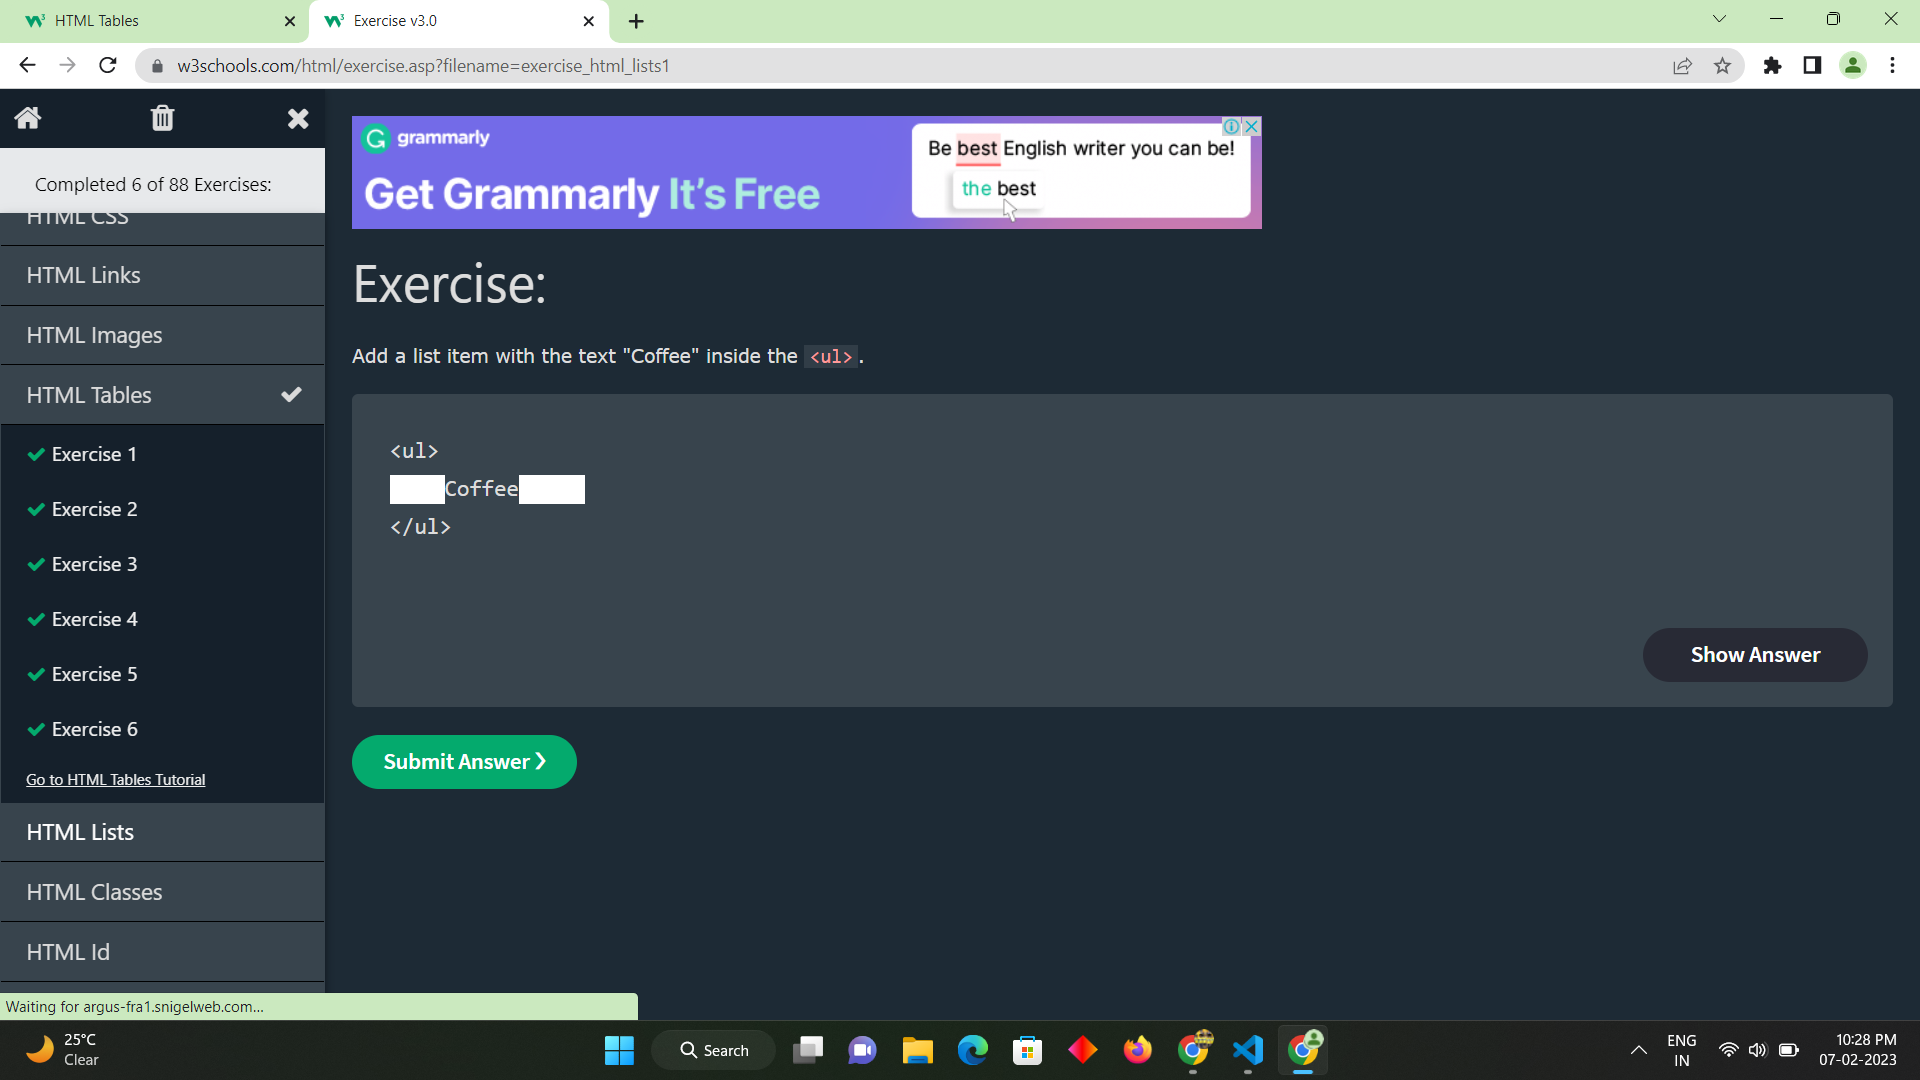 HTML Tables
Exercise v3.0
w3schools.com/html/exercise.asp?filename=exercise_html_lists1
Completed 6 of 88 Exercises:
HTML CSS
HTML Links
HTML Images
HTML Tables
Exercise 1
Exercise 2
Exercise 3
Exercise 4
Exercise 5
Exercise 6
Go to HTML Tables Tutorial
HTML Lists
HTML Classes
HTML Id
Waiting for argus-fra1.snigelweb.com...
grammarly
Get Grammarly It's Free
Be best English writer you can be!
the best
Exercise:
Add a list item with the text "Coffee" inside the <ul>.
<ul>
Coffee
</ul>
Show Answer
Submit Answer ❯
25°C
Clear
Search
ENG
IN
10:28 PM
07-02-2023